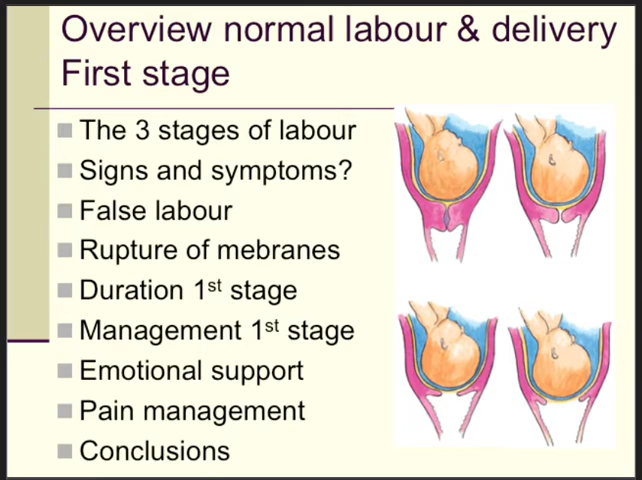 Overview normal labour & delivery
First stage
The 3 stages of labour
Signs and symptoms?
False labour
Rupture of mebranes
Duration 1st stage
Management 1st stage
Emotional support
Pain management
Conclusions